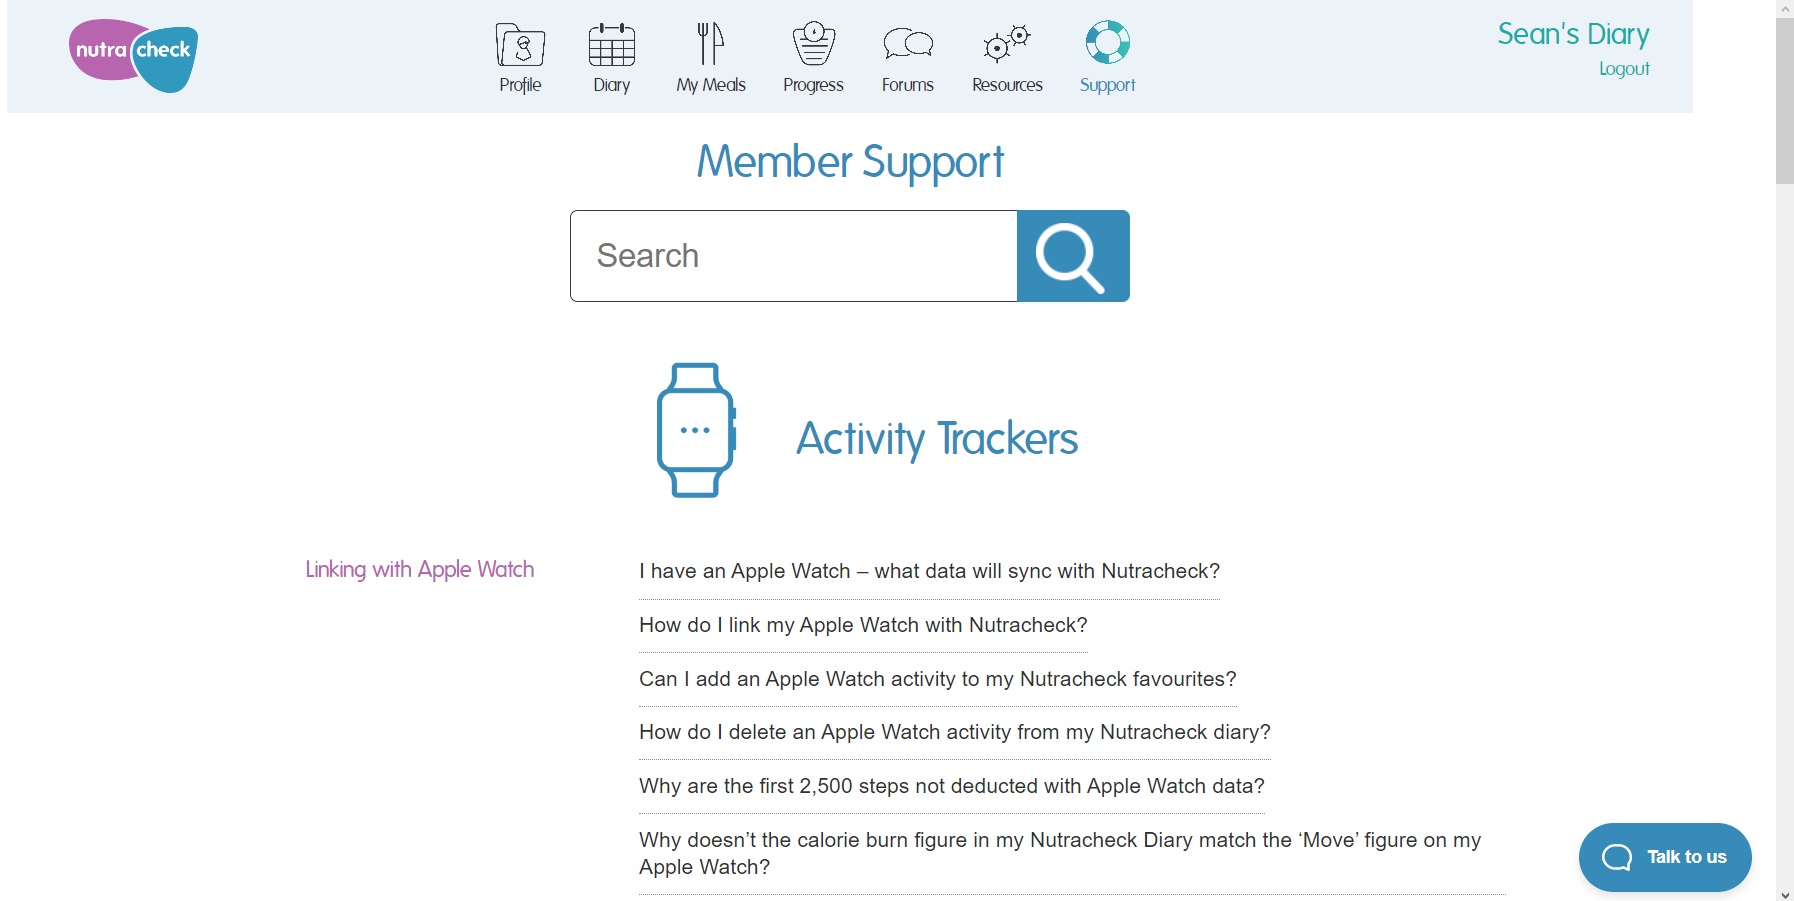 nutracheck
Profile
Diary
My Meals
Progress
Forums
Resources
Support
Sean's Diary
Logout
Member Support
Search
Activity Trackers
Linking with Apple Watch
I have an Apple Watch – what data will sync with Nutracheck?
How do I link my Apple Watch with Nutracheck?
Can I add an Apple Watch activity to my Nutracheck favourites?
How do I delete an Apple Watch activity from my Nutracheck diary?
Why are the first 2,500 steps not deducted with Apple Watch data?
Why doesn’t the calorie burn figure in my Nutracheck Diary match the ‘Move’ figure on my
Apple Watch?
Talk to us